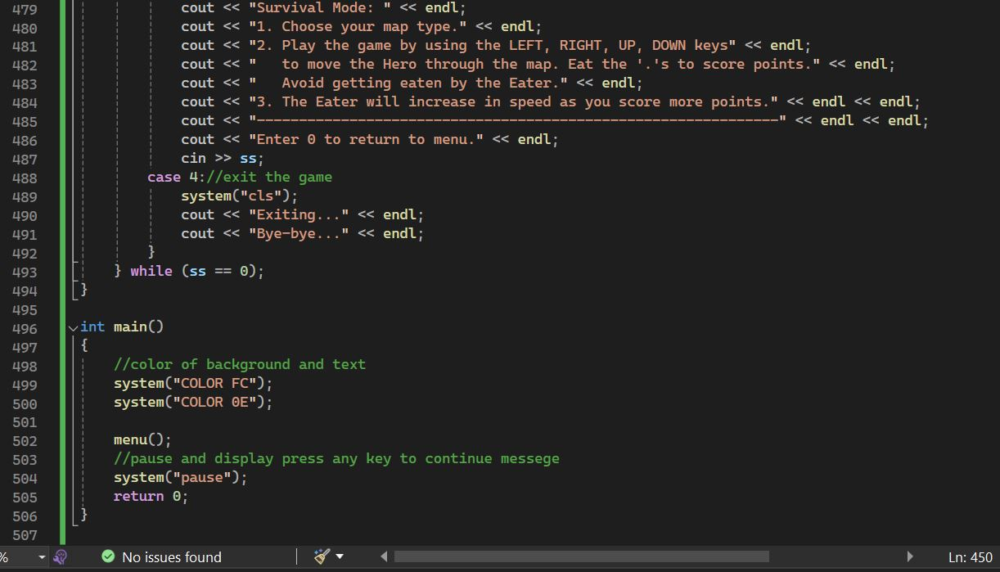 479 cout << "Survival Mode: " << endl;
480 cout << "1. Choose your map type." << endl;
481 cout << "2. Play the game by using the LEFT, RIGHT, UP, DOWN keys" << endl;
482 cout << "   to move the Hero through the map. Eat the '.'s to score points." << endl;
483 cout << "   Avoid getting eaten by the Eater." << endl;
484 cout << "3. The Eater will increase in speed as you score more points." << endl << endl;
485 cout << "--------------------------------------------------------------" << endl << endl;
486 cout << "Enter 0 to return to menu." << endl;
487 cin >> ss;
488 case 4://exit the game
489 system("cls");
490 cout << "Exiting..." << endl;
491 cout << "Bye-bye..." << endl;
492 }
493 } while (ss == 0);
494 }
495
496 int main()
497 {
498 //color of background and text
499 system("COLOR FC");
500 system("COLOR 0E");
501
502 menu();
503 //pause and display press any key to continue messege
504 system("pause");
505 return 0;
506 }
507
% No issues found Ln: 450